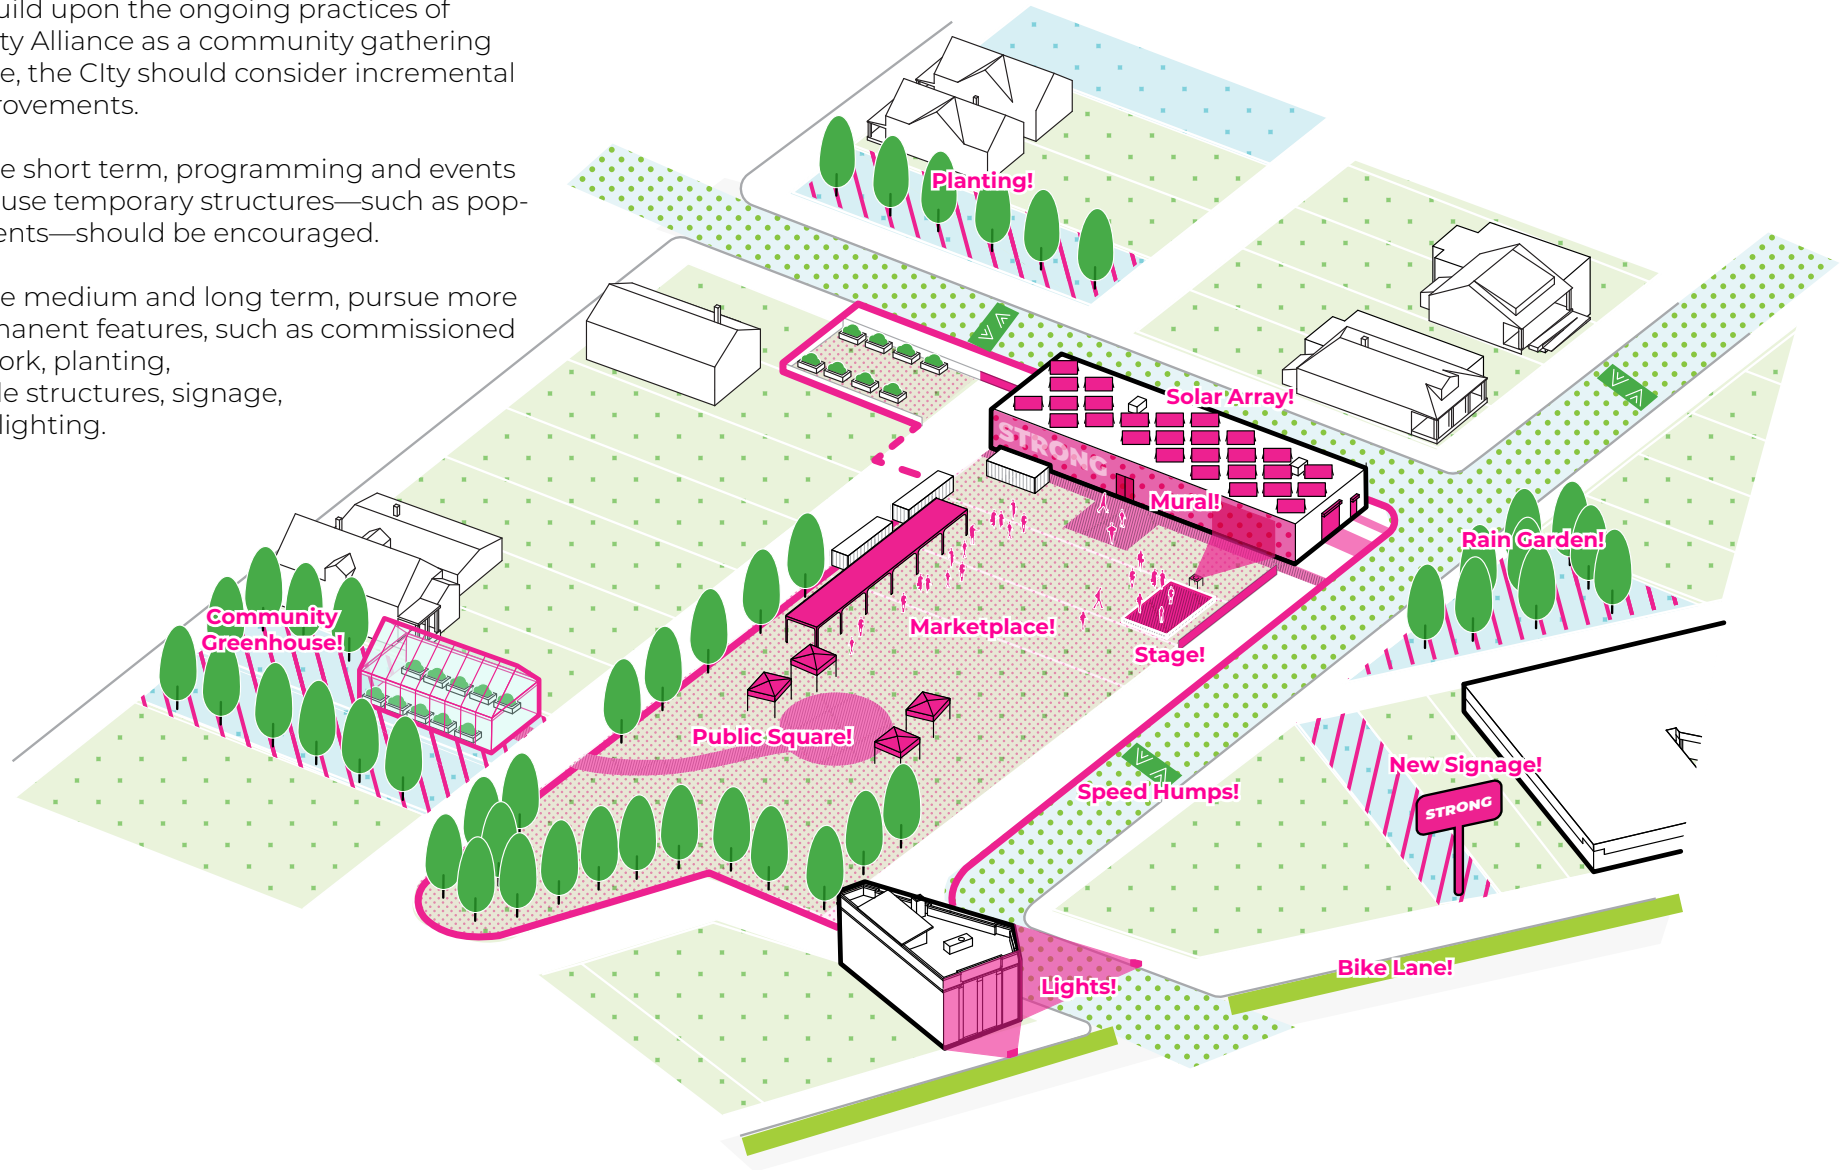 uild upon the ongoing practices of
ty Alliance as a community gathering
e, the CIty should consider incremental
rovements.
e short term, programming and events
use temporary structures—such as pop-
ents—should be encouraged.
e medium and long term, pursue more
manent features, such as commissioned
ork, planting,
le structures, signage,
lighting.
Planting!
Solar Array!
STRONG
Mural!
Rain Garden!
Community
Greenhouse!
Marketplace!
Stage!
Public Square!
New Signage!
Speed Humps!
STRONG
Bike Lane!
Lights!